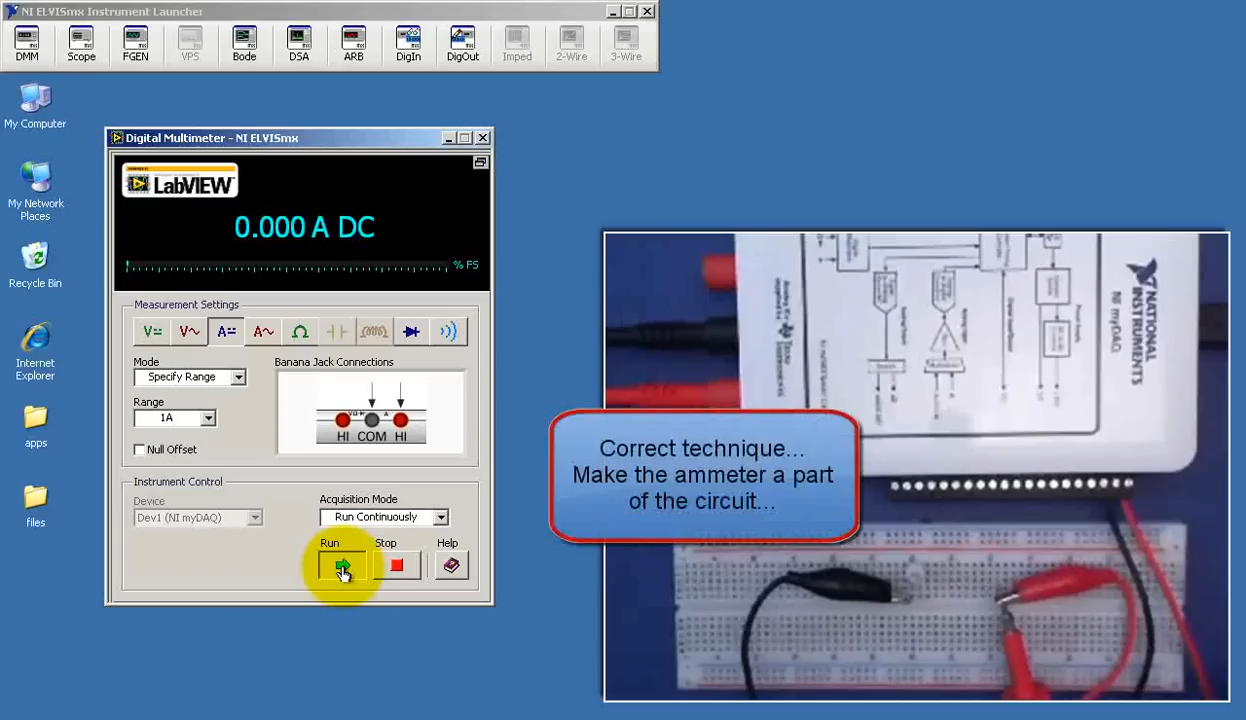 NI ELVISmx Instrument Launcher
DMM Scope FGEN VPS Bode DSA ARB DigIn DigOut Imped 2-Wire 3-Wire
My Computer
My Network
Places
Recycle Bin
Internet
Explorer
apps
files
Digital Multimeter - NI ELVISmx
LabVIEW
0.000 A DC
% FS
Measurement Settings
V V A A Ω
Mode
Specify Range
Range
1A
Null Offset
Banana Jack Connections
HI COM HI
Instrument Control
Device
Dev1 (NI myDAQ)
Acquisition Mode
Run Continuously
Run Stop Help
Correct technique...
Make the ammeter a part
of the circuit...
NATIONAL
INSTRUMENTS
NI myDAQ